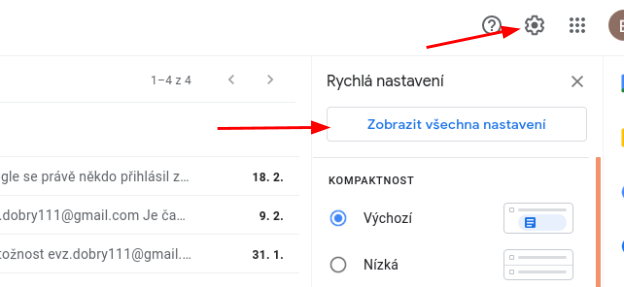 1–4 z 4
Rychlá nastavení
Zobrazit všechna nastavení
gle se právě někdo přihlásil z... 18. 2.
.dobry111@gmail.com Je ča... 9. 2.
tožnost evz.dobry111@gmail.... 31. 1.
KOMPAKTNOST
Výchozí
Nízká